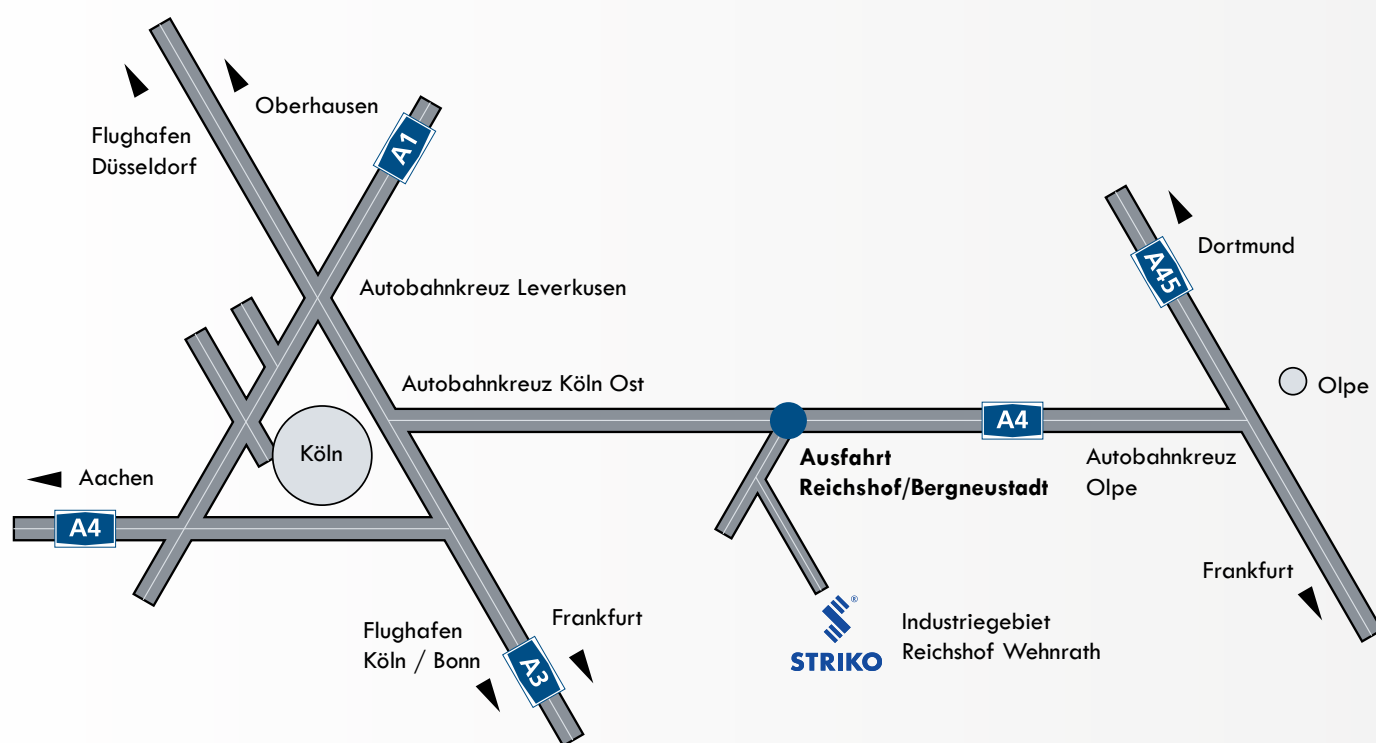 Oberhausen
Flughafen
Düsseldorf
A1
Dortmund
A45
Autobahnkreuz Leverkusen
Autobahnkreuz Köln Ost
Olpe
A4
Köln
Ausfahrt
Reichshof/Bergneustadt
Autobahnkreuz
Olpe
Aachen
A4
Frankfurt
Flughafen
Köln / Bonn
Frankfurt
A3
®
STRIKO
Industriegebiet
Reichshof Wehnrath